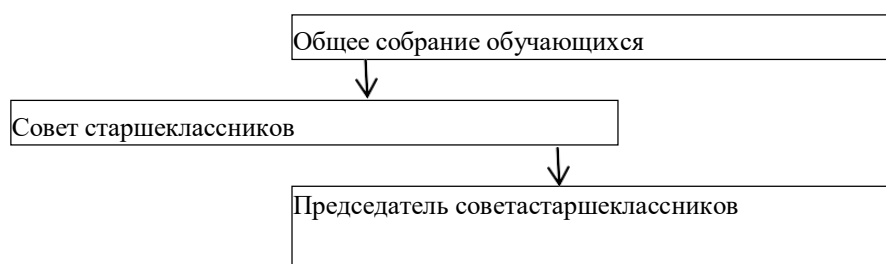 Общее собрание обучающихся
Совет старшеклассников
Председатель советастаршеклассников